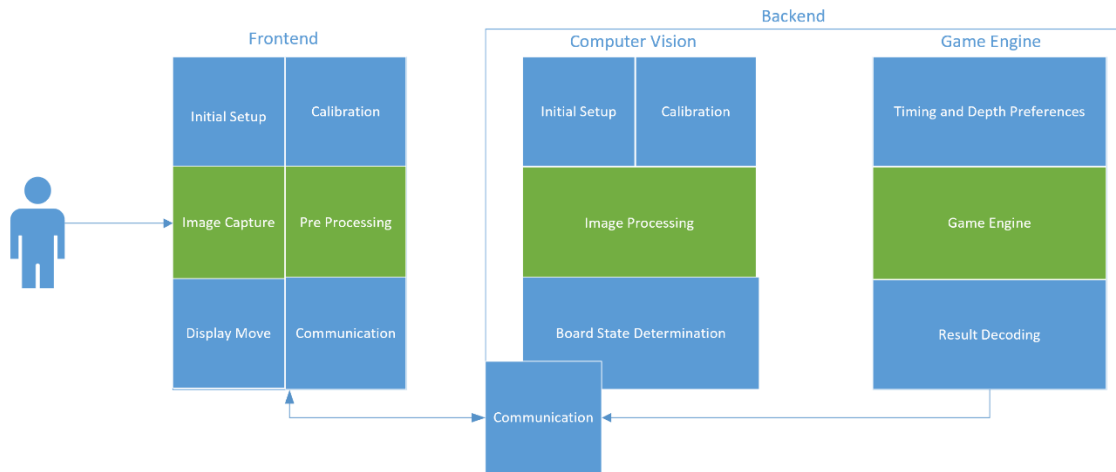 Backend
Frontend
Computer Vision
Game Engine
Initial Setup
Calibration
Initial Setup
Calibration
Timing and Depth Preferences
Image Capture
Pre Processing
Image Processing
Game Engine
Display Move
Communication
Board State Determination
Result Decoding
Communication